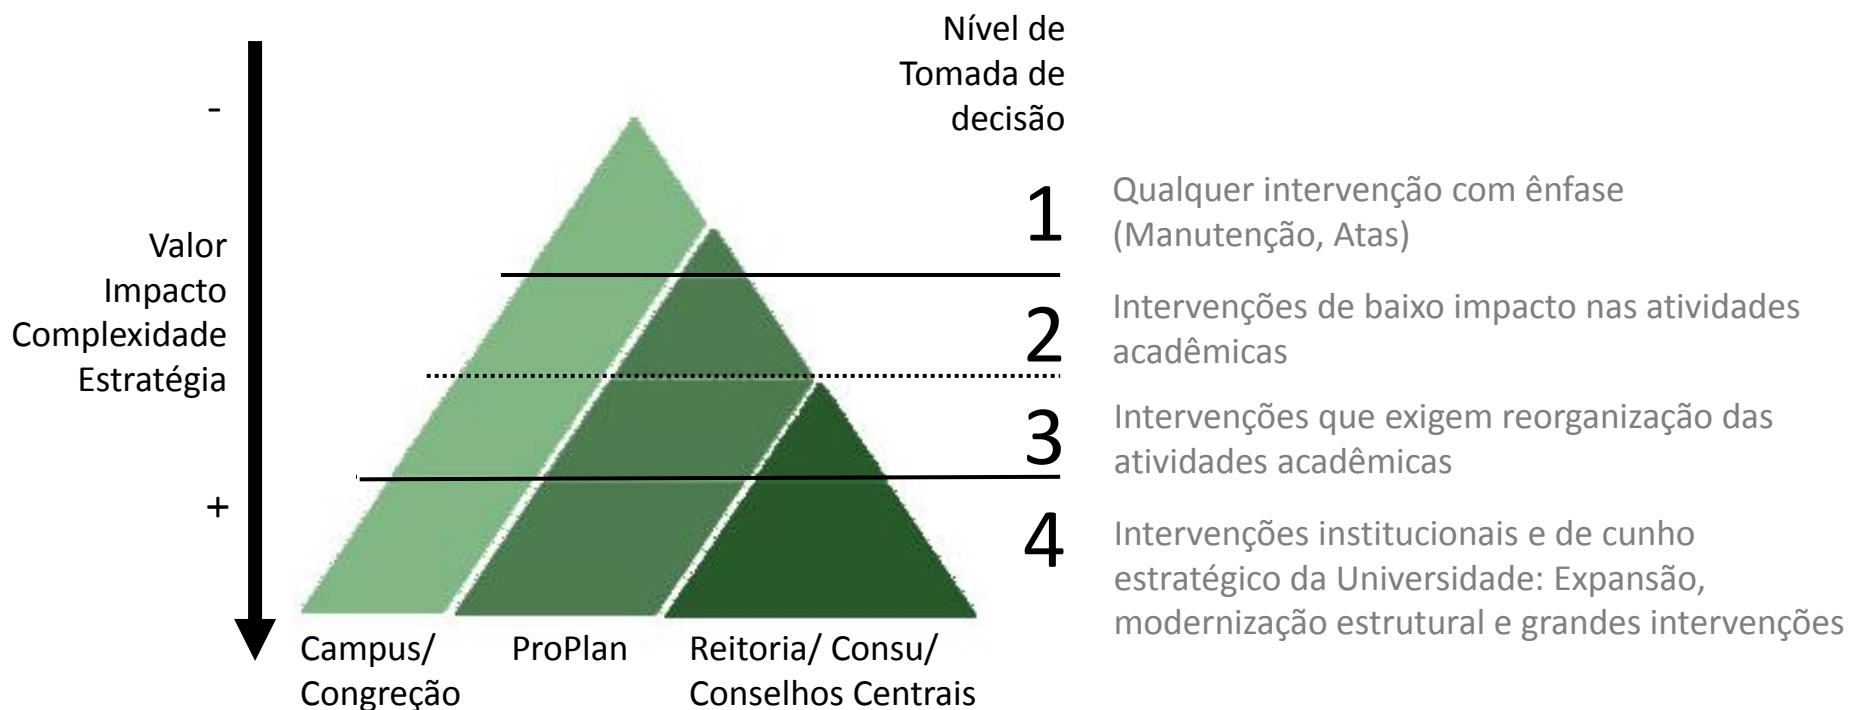 Nível de
Tomada de
decisão
-
Valor
Impacto
Complexidade
Estratégia
+
1
Qualquer intervenção com ênfase
(Manutenção, Atas)
2
Intervenções de baixo impacto nas atividades
acadêmicas
3
Intervenções que exigem reorganização das
atividades acadêmicas
4
Intervenções institucionais e de cunho
estratégico da Universidade: Expansão,
modernização estrutural e grandes intervenções
Campus/
Congreção
ProPlan
Reitoria/ Consu/
Conselhos Centrais